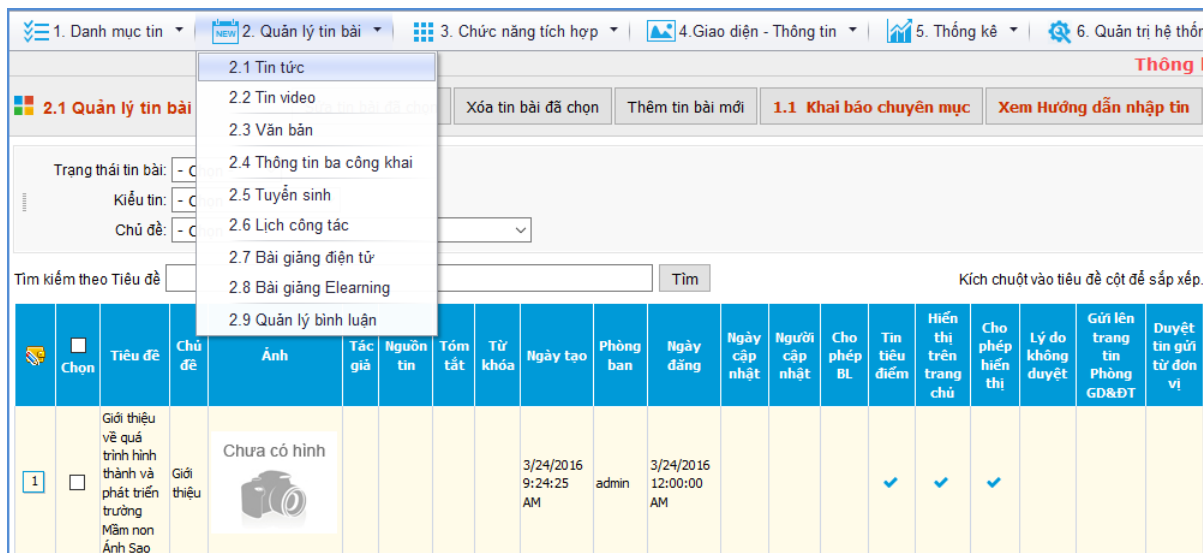 1. Danh mục tin
NEW 2. Quản lý tin bài
3. Chức năng tích hợp
4.Giao diện - Thông tin
5. Thống kê
6. Quản trị hệ thốn
Thông
2.1 Tin tức
2.2 Tin video
2.3 Văn bản
2.4 Thông tin ba công khai
2.5 Tuyển sinh
2.6 Lịch công tác
2.7 Bài giảng điện tử
2.8 Bài giảng Elearning
2.9 Quản lý bình luận
2.1 Quản lý tin bài
Xóa tin bài đã chọn
Thêm tin bài mới
1.1 Khai báo chuyên mục
Xem Hướng dẫn nhập tin
Trạng thái tin bài:
Kiểu tin:
Chủ đề:
Tìm kiếm theo Tiêu đề
Tìm
Kích chuột vào tiêu đề cột để sắp xếp.
Chọn
Tiêu đề
Chủ
đề
Ảnh
Tác
giả
Nguồn
tin
Tóm
tắt
Từ
khóa
Ngày tạo
Phòng
ban
Ngày
đăng
Ngày
cập
nhật
Người
cập
nhật
Cho
phép
BL
Tin
tiêu
điểm
Hiển
thị
trên
trang
chủ
Cho
phép
hiển
thị
Lý do
không
duyệt
Gửi lên
trang
tin
Phòng
GD&ĐT
Duyệt
tin gửi
từ đơn
vị
1
Giới thiệu
về quá
trình hình
thành và
phát triển
trường
Mầm non
Ánh Sao
Giới
thiệu
Chưa có hình
3/24/2016
9:24:25
AM
admin
3/24/2016
12:00:00
AM